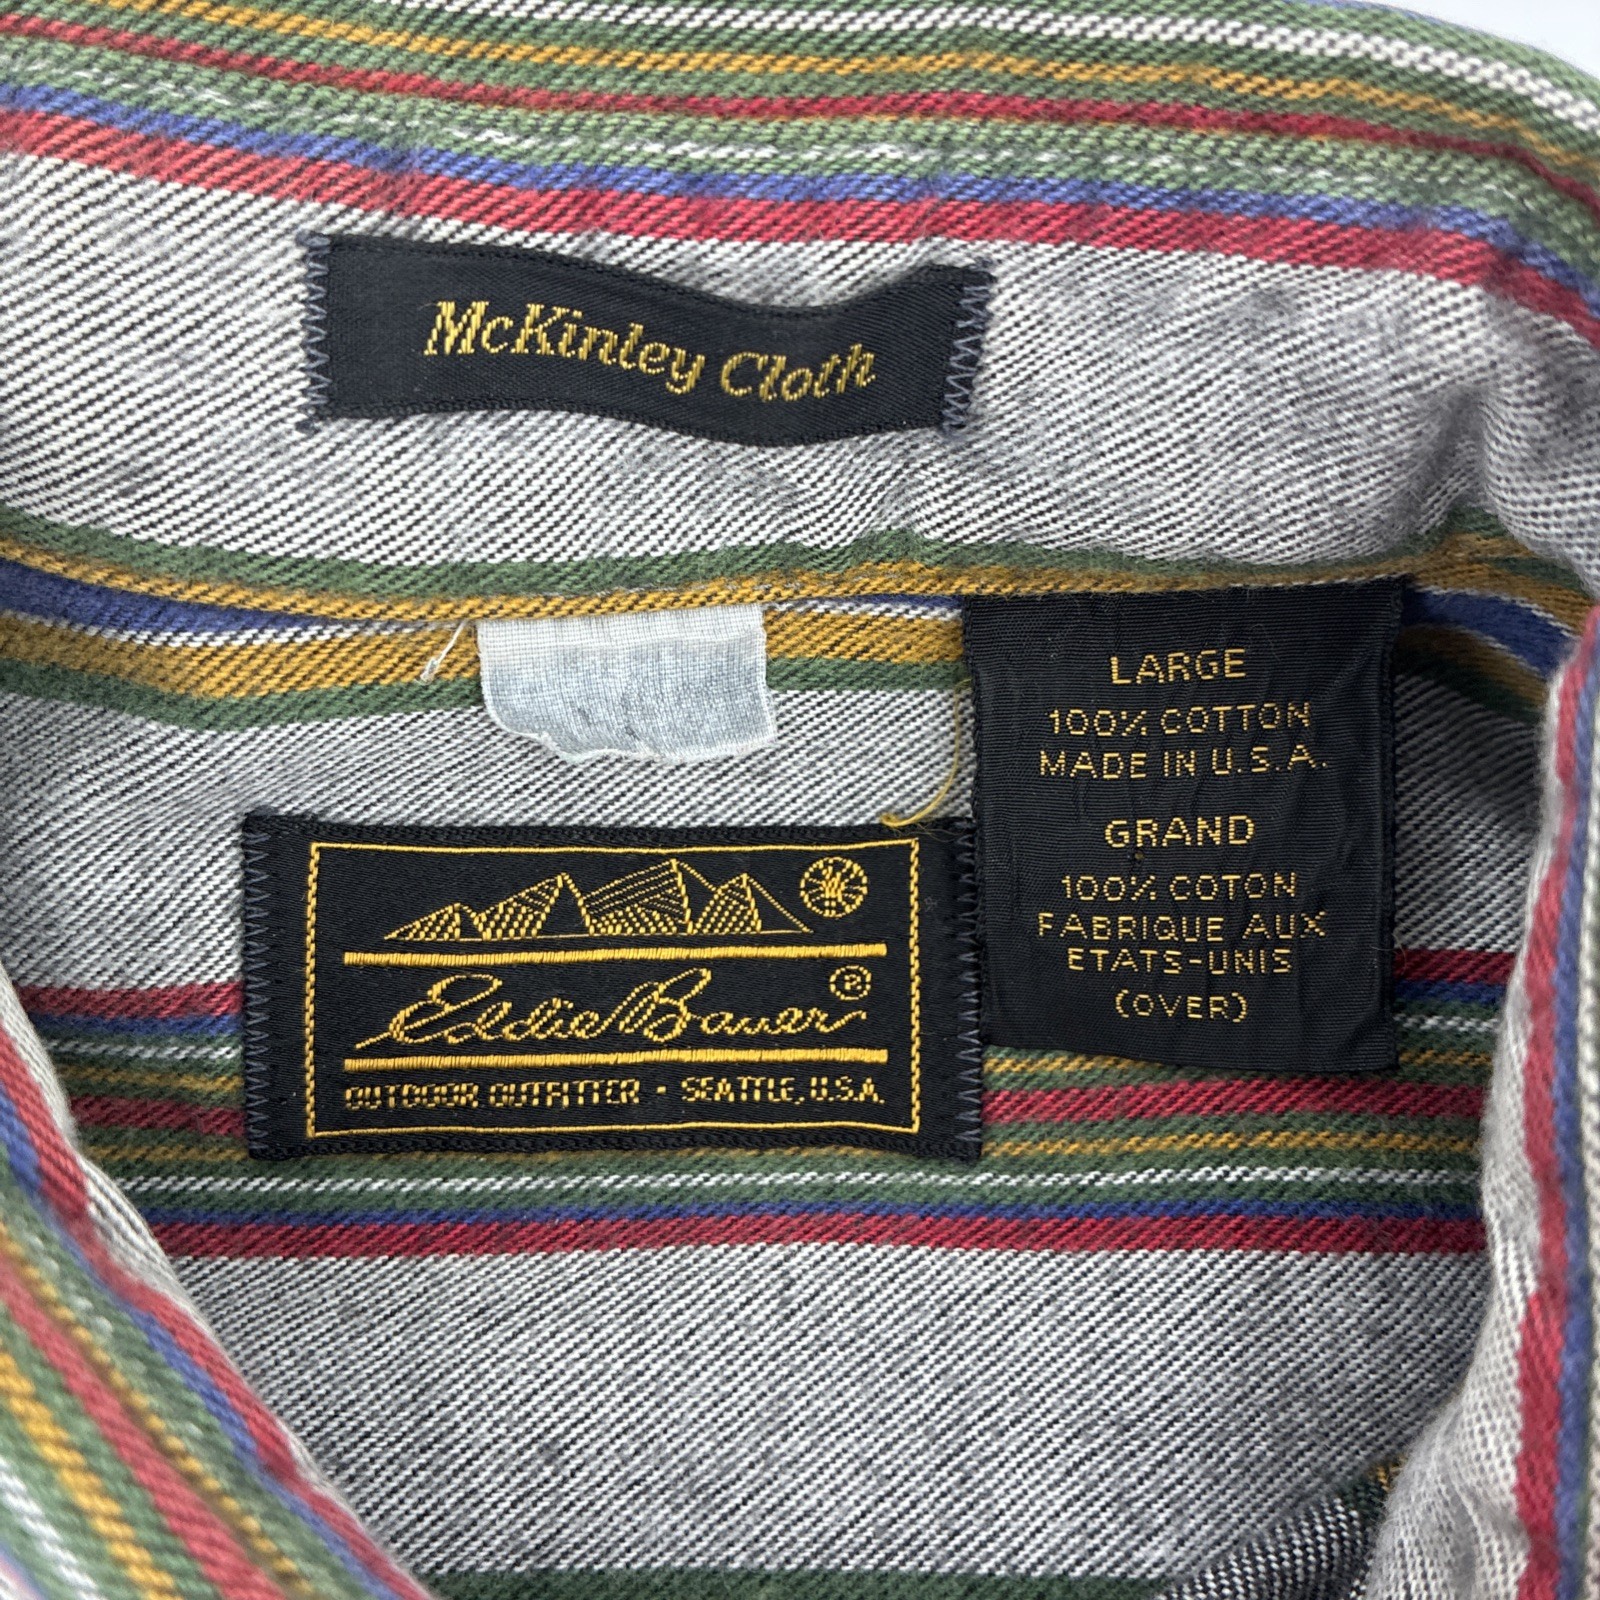 McKinley Cloth
LARGE
100% COTTON
MADE IN U.S.A.
GRAND
100% COTON
FABRIQUE AUX
ETATS-UNIS
(OVER)
Eddie Bauer®
OUTDOOR OUTFITTER · SEATTLE, U.S.A.